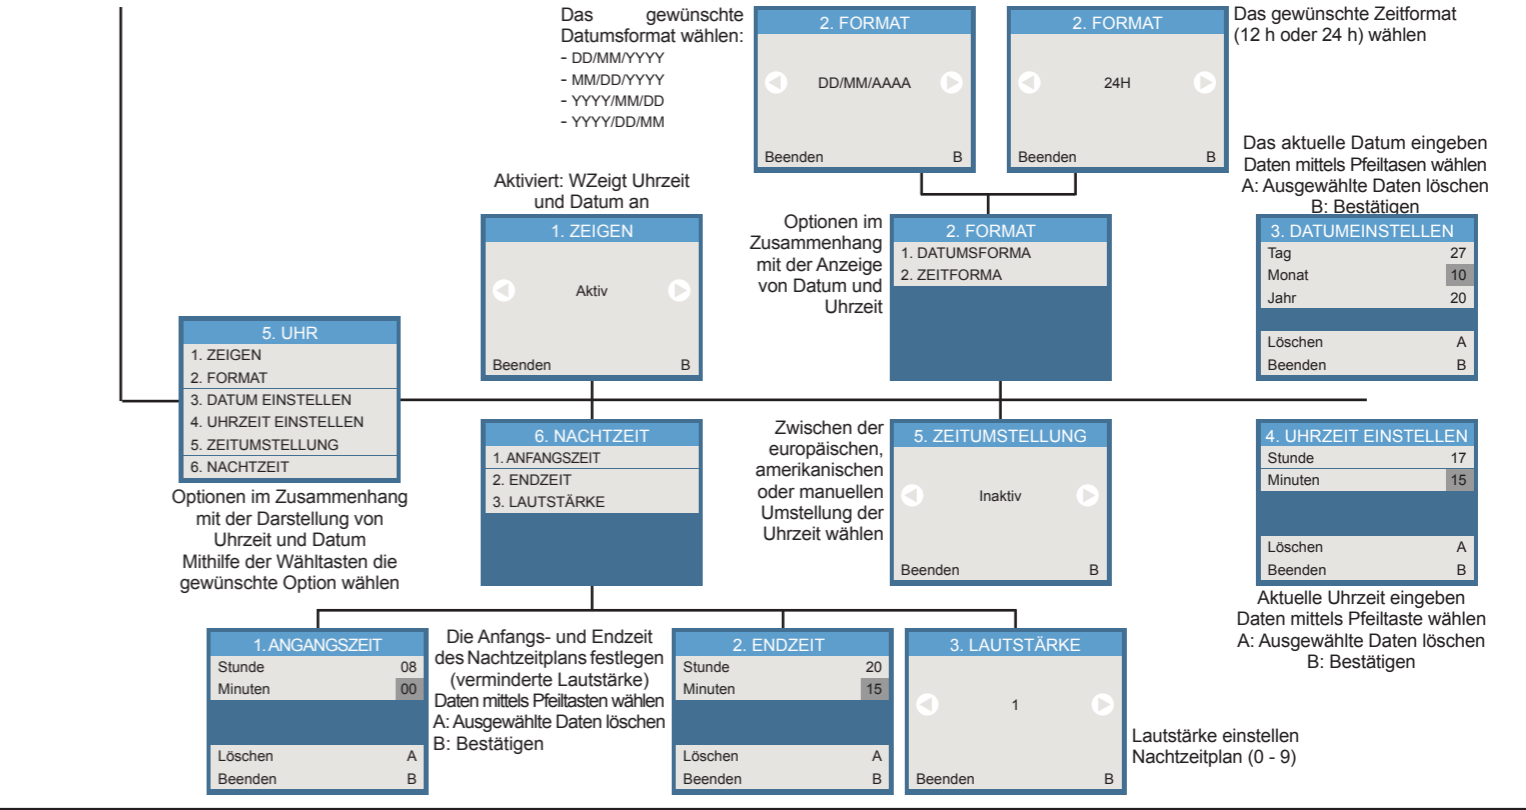 Das gewünschte
Datumsformat wählen:
- DD/MM/YYYY
- MM/DD/YYYY
- YYYY/MM/DD
- YYYY/DD/MM
2. FORMAT
DD/MM/AAAA
Beenden B
2. FORMAT
24H
Beenden B
Das gewünschte Zeitformat
(12 h oder 24 h) wählen
Aktiviert: WZeigt Uhrzeit
und Datum an
1. ZEIGEN
Aktiv
Beenden B
Optionen im
Zusammenhang
mit der Anzeige
von Datum und
Uhrzeit
2. FORMAT
1. DATUMSFORMA
2. ZEITFORMA
Das aktuelle Datum eingeben
Daten mittels Pfeiltasen wählen
A: Ausgewählte Daten löschen
B: Bestätigen
3. DATUMEINSTELLEN
Tag 27
Monat 10
Jahr 20
Löschen A
Beenden B
5. UHR
1. ZEIGEN
2. FORMAT
3. DATUM EINSTELLEN
4. UHRZEIT EINSTELLEN
5. ZEITUMSTELLUNG
6. NACHTZEIT
Optionen im Zusammenhang
mit der Darstellung von
Uhrzeit und Datum
Mithilfe der Wähltasten die
gewünschte Option wählen
6. NACHTZEIT
1. ANFANGSZEIT
2. ENDZEIT
3. LAUTSTÄRKE
Zwischen der
europäischen,
amerikanischen
oder manuellen
Umstellung der
Uhrzeit wählen
5. ZEITUMSTELLUNG
Inaktiv
Beenden B
4. UHRZEIT EINSTELLEN
Stunde 17
Minuten 15
Löschen A
Beenden B
Aktuelle Uhrzeit eingeben
Daten mittels Pfeiltaste wählen
A: Ausgewählte Daten löschen
B: Bestätigen
1. ANGANGSZEIT
Stunde 08
Minuten 00
Löschen A
Beenden B
Die Anfangs- und Endzeit
des Nachtzeitplans festlegen
(verminderte Lautstärke)
Daten mittels Pfeiltasten wählen
A: Ausgewählte Daten löschen
B: Bestätigen
2. ENDZEIT
Stunde 20
Minuten 15
Löschen A
Beenden B
3. LAUTSTÄRKE
1
Beenden B
Lautstärke einstellen
Nachtzeitplan (0 - 9)